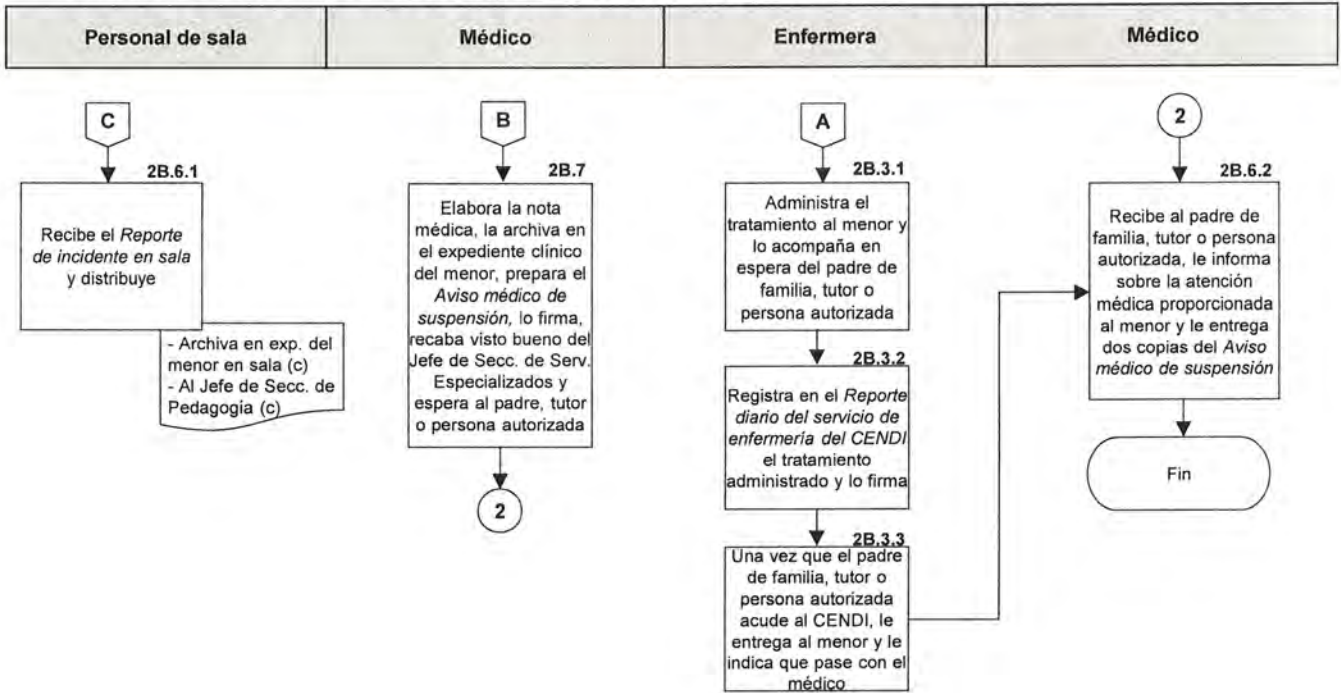 Personal de sala
Médico
Enfermera
Médico
C
2B.6.1
Recibe el Reporte
de incidente en sala
y distribuye
- Archiva en exp. del
menor en sala (c)
- Al Jefe de Secc. de
Pedagogía (c)
B
2B.7
Elabora la nota
médica, la archiva en
el expediente clínico
del menor, prepara el
Aviso médico de
suspensión, lo firma,
recaba visto bueno del
Jefe de Secc. de Serv.
Especializados y
espera al padre, tutor
o persona autorizada
2
A
2B.3.1
Administra el
tratamiento al menor y
lo acompaña en
espera del padre de
familia, tutor o
persona autorizada
2B.3.2
Registra en el Reporte
diario del servicio de
enfermería del CENDI
el tratamiento
administrado y lo firma
2B.3.3
Una vez que el padre
de familia, tutor o
persona autorizada
acude al CENDI, le
entrega al menor y le
indica que pase con el
médico
2
2B.6.2
Recibe al padre de
familia, tutor o persona
autorizada, le informa
sobre la atención
médica proporcionada
al menor y le entrega
dos copias del Aviso
médico de suspensión
Fin